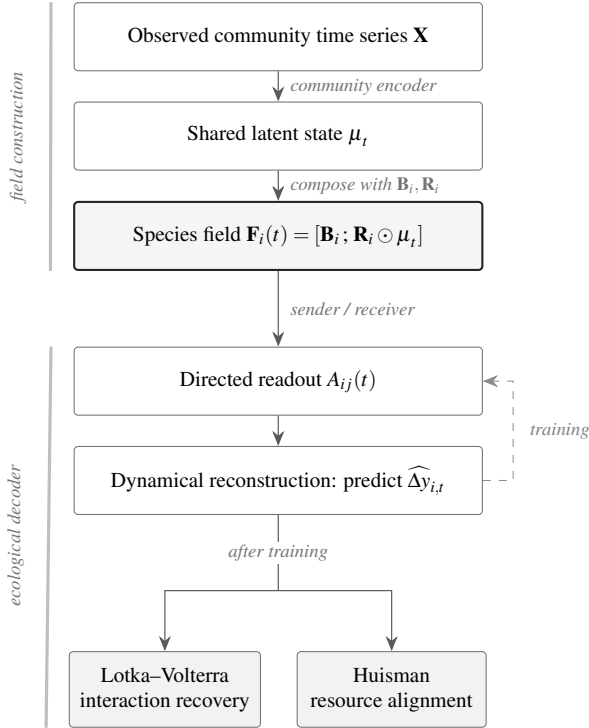 field construction
Observed community time series X
community encoder
Shared latent state μ_t
compose with B_i, R_i
Species field F_i(t) = [B_i ; R_i ⊙ μ_t]
sender / receiver
ecological decoder
Directed readout A_ij(t)
training
Dynamical reconstruction: predict \widehat{Δy}_{i,t}
after training
Lotka–Volterra
interaction recovery
Huisman
resource alignment